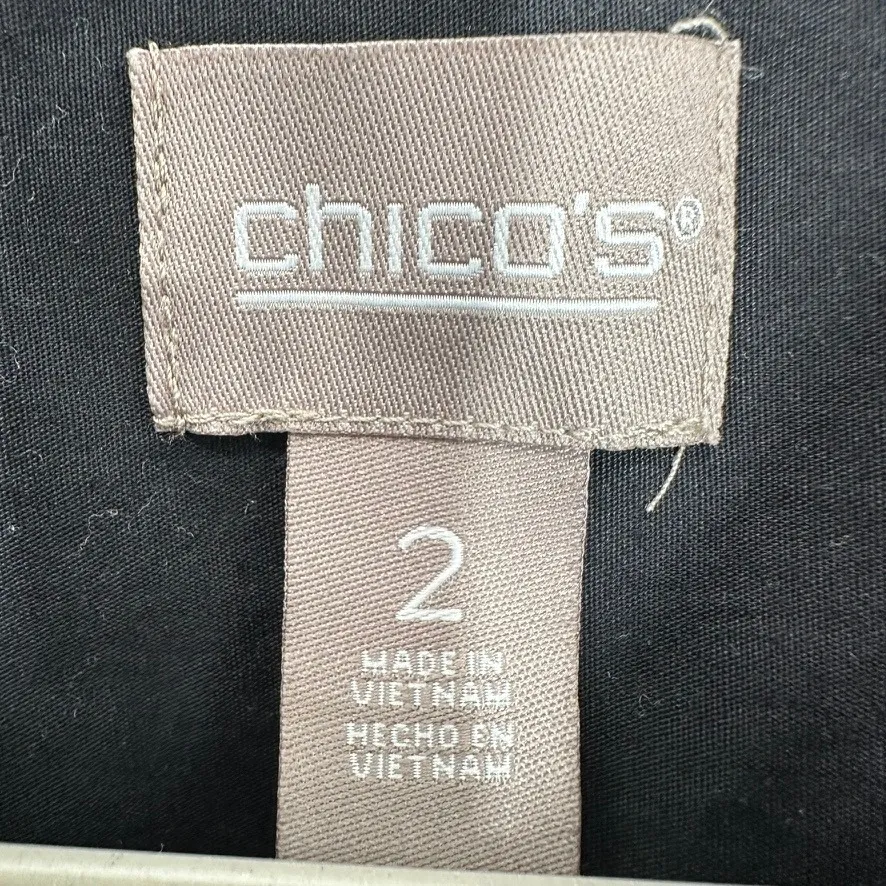 chico's®
2
MADE IN
VIETNAM
HECHO EN
VIETNAM